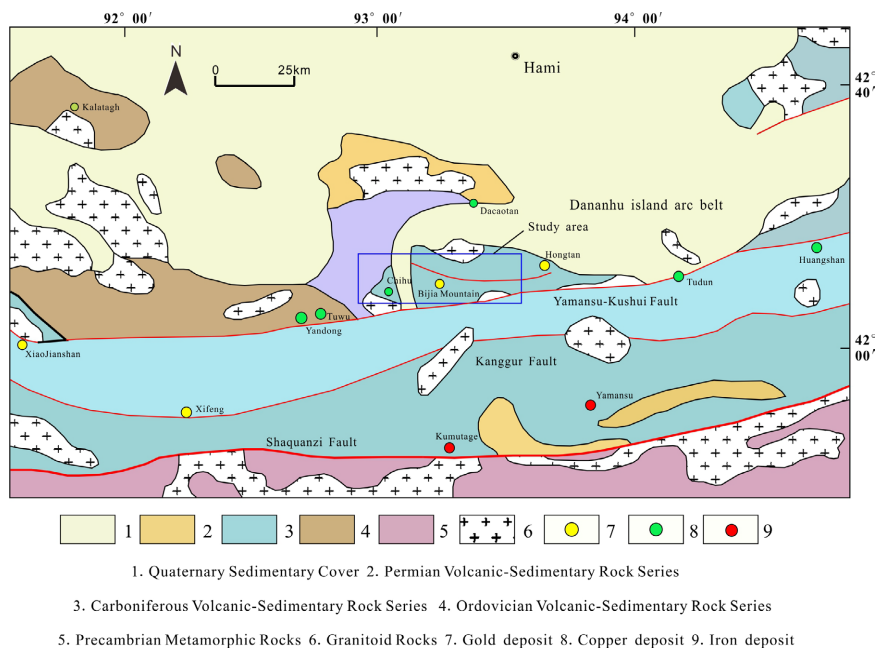 92° 00′ 93° 00′ 94° 00′
N
0 25km
Hami
42°
40′
Kalatagh
Dacaotan
Dananhu island arc belt
Study area
Hongtan
Huangshan
Caihu
Tudun
Bijia Mountain
Yamansu-Kushui Fault
Tuwu
Yandong
42°
00′
XiaoJianshan
Kanggur Fault
Yamansu
Xifeng
Shaquanzi Fault
Kumutage
1 2 3 4 5 6 7 8 9
1. Quaternary Sedimentary Cover 2. Permian Volcanic-Sedimentary Rock Series
3. Carboniferous Volcanic-Sedimentary Rock Series 4. Ordovician Volcanic-Sedimentary Rock Series
5. Precambrian Metamorphic Rocks 6. Granitoid Rocks 7. Gold deposit 8. Copper deposit 9. Iron deposit